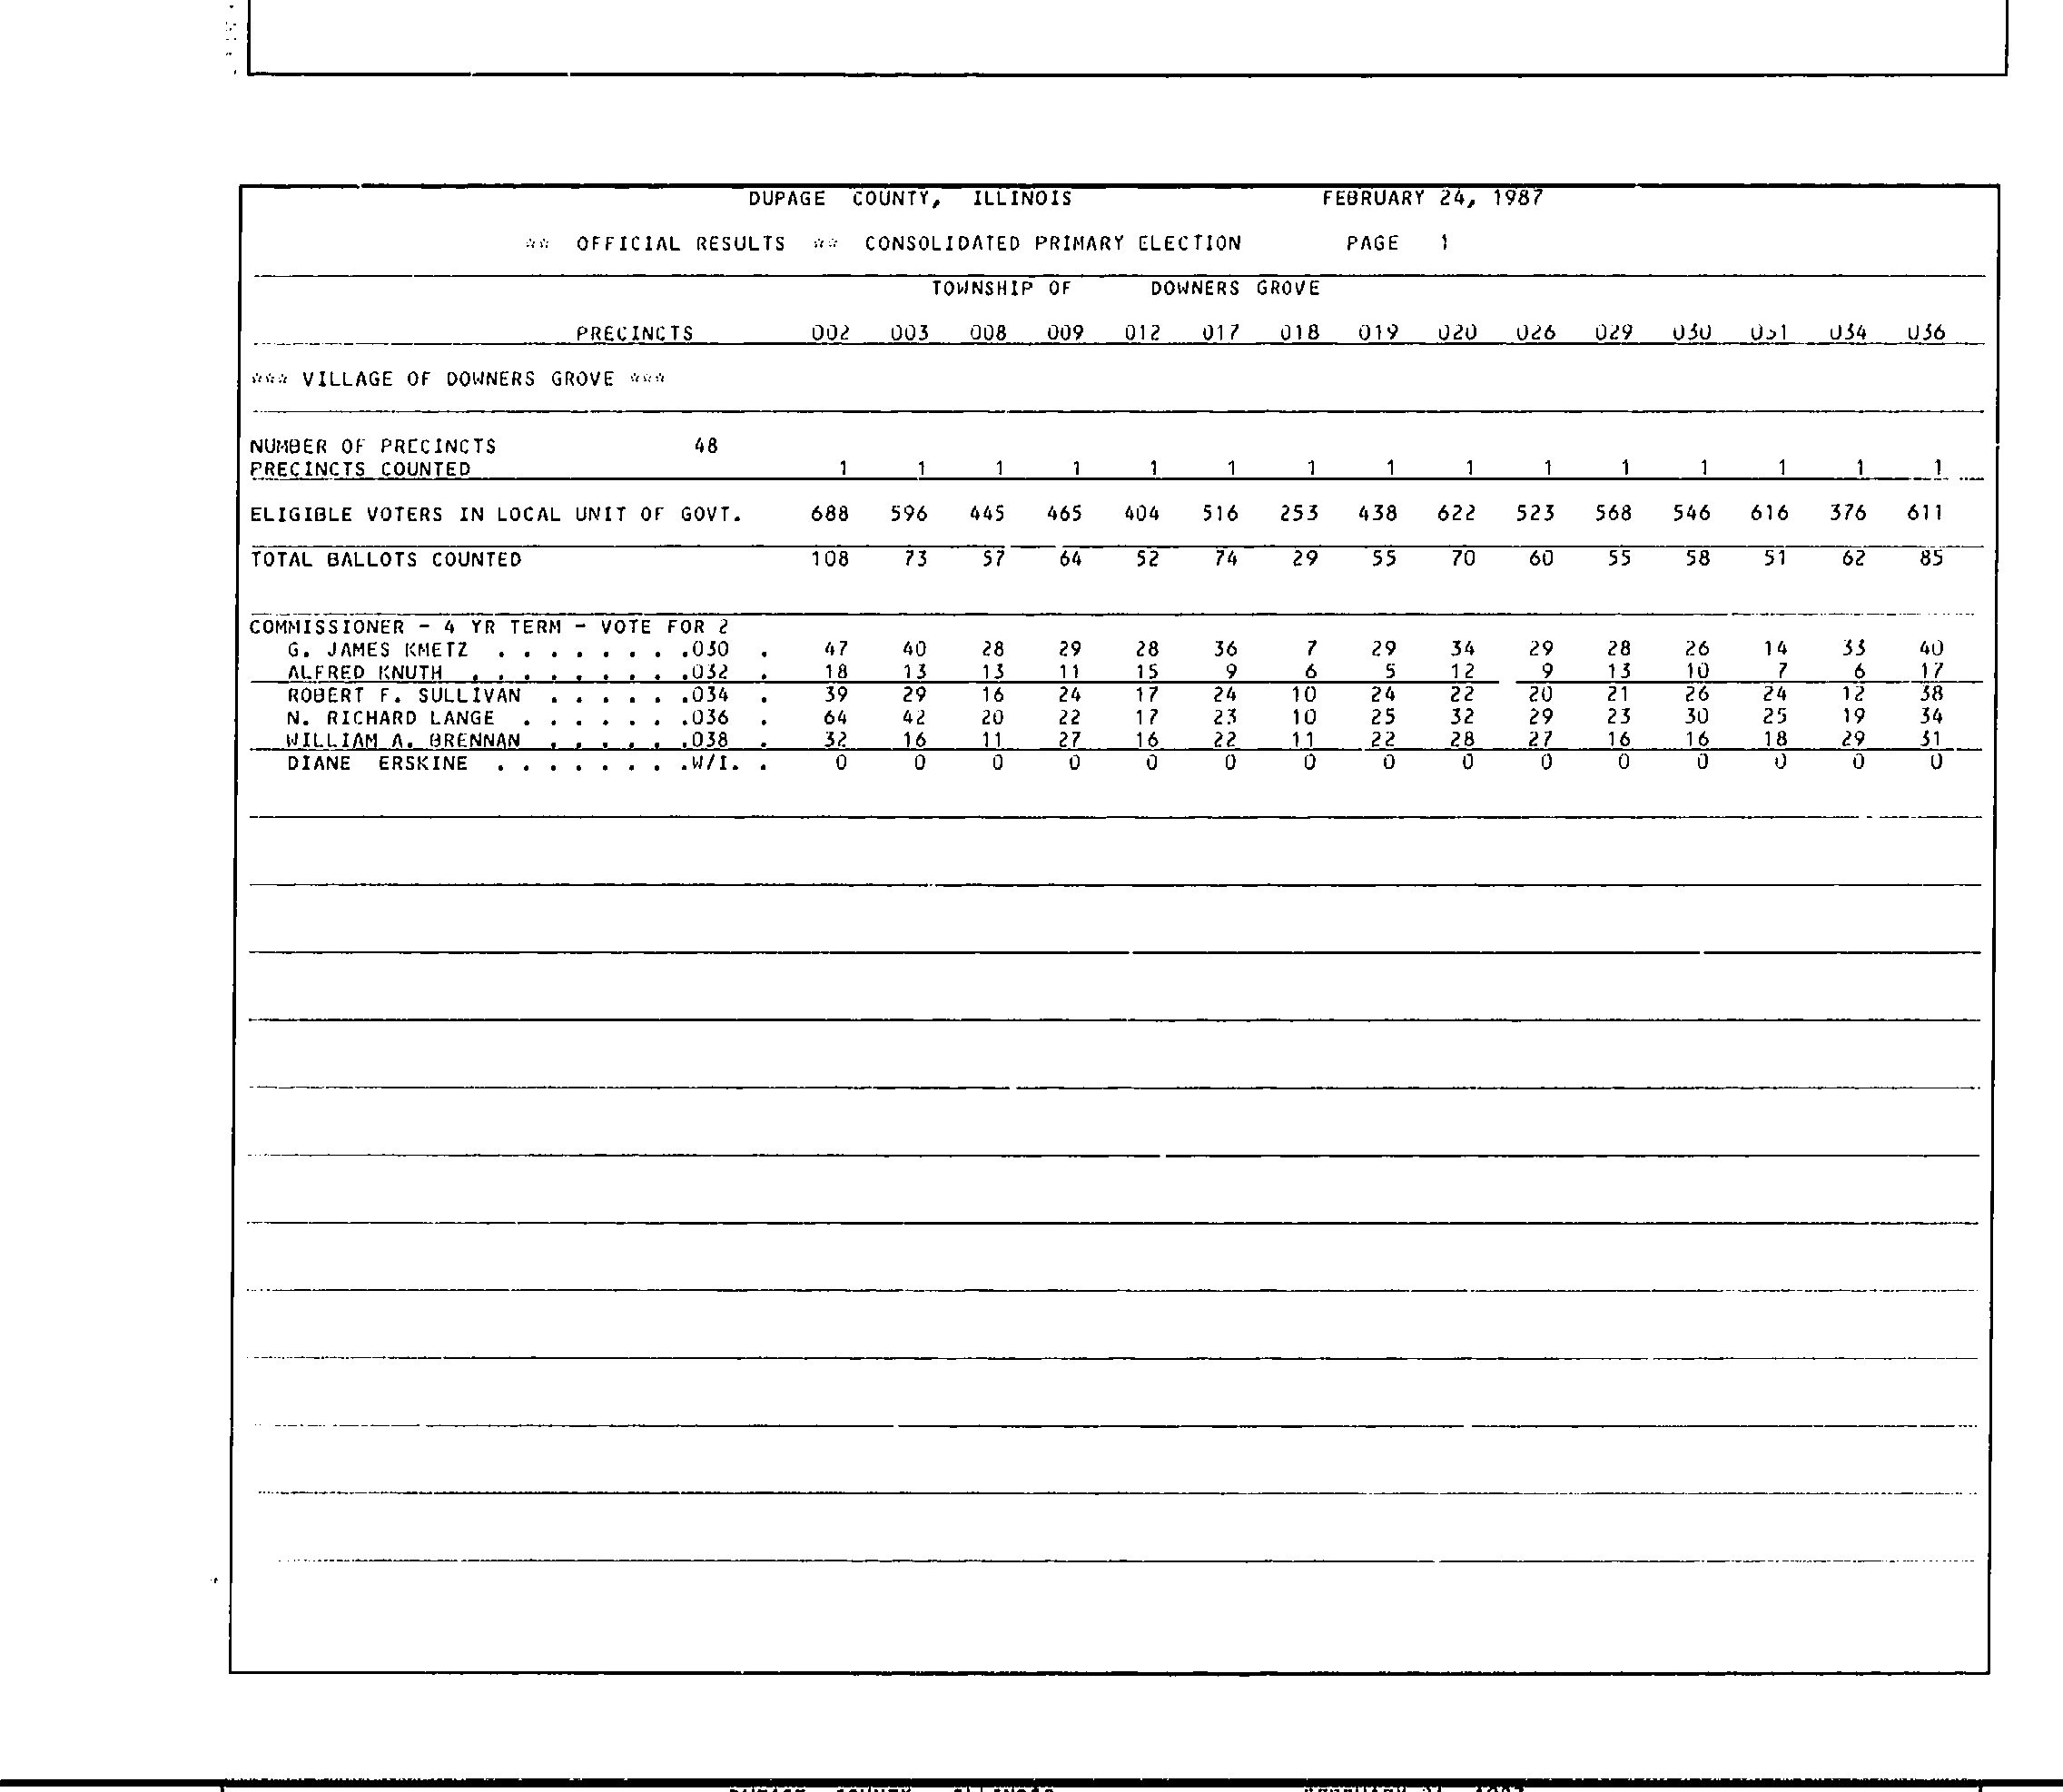 DUPAGE COUNTY, ILLINOIS FEBRUARY 24, 1987
** OFFICIAL RESULTS ** CONSOLIDATED PRIMARY ELECTION PAGE 1
TOWNSHIP OF DOWNERS GROVE
PRECINCTS 002 003 008 009 012 017 018 019 020 026 029 030 031 034 036
*** VILLAGE OF DOWNERS GROVE ***
NUMBER OF PRECINCTS 48
PRECINCTS COUNTED 1 1 1 1 1 1 1 1 1 1 1 1 1 1 1
ELIGIBLE VOTERS IN LOCAL UNIT OF GOVT. 688 596 445 465 404 516 253 438 622 523 568 546 616 376 611
TOTAL BALLOTS COUNTED 108 73 57 64 52 74 29 55 70 60 55 58 51 62 85
COMMISSIONER - 4 YR TERM - VOTE FOR 2
G. JAMES KMETZ . . . . . . . .030 . 47 40 28 29 28 36 7 29 34 29 28 26 14 33 40
ALFRED KNUTH . . . . . . . . .032 . 18 13 13 11 15 9 6 5 12 9 13 10 7 6 17
ROBERT F. SULLIVAN . . . . . .034 . 39 29 16 24 17 24 10 24 22 20 21 26 24 12 38
N. RICHARD LANGE . . . . . . .036 . 64 42 20 22 17 23 10 25 32 29 23 30 25 19 34
WILLIAM A. BRENNAN . . . . . .038 . 32 16 11 27 16 22 11 22 28 27 16 16 18 29 31
DIANE ERSKINE . . . . . . . .W/I. . 0 0 0 0 0 0 0 0 0 0 0 0 0 0 0